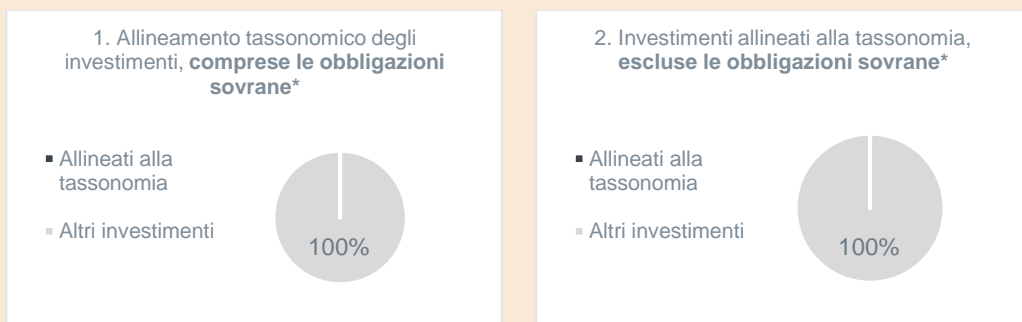 1. Allineamento tassonomico degli
investimenti, comprese le obbligazioni
sovrane*
Allineati alla
tassonomia
Altri investimenti
100%
2. Investimenti allineati alla tassonomia,
escluse le obbligazioni sovrane*
Allineati alla
tassonomia
Altri investimenti
100%